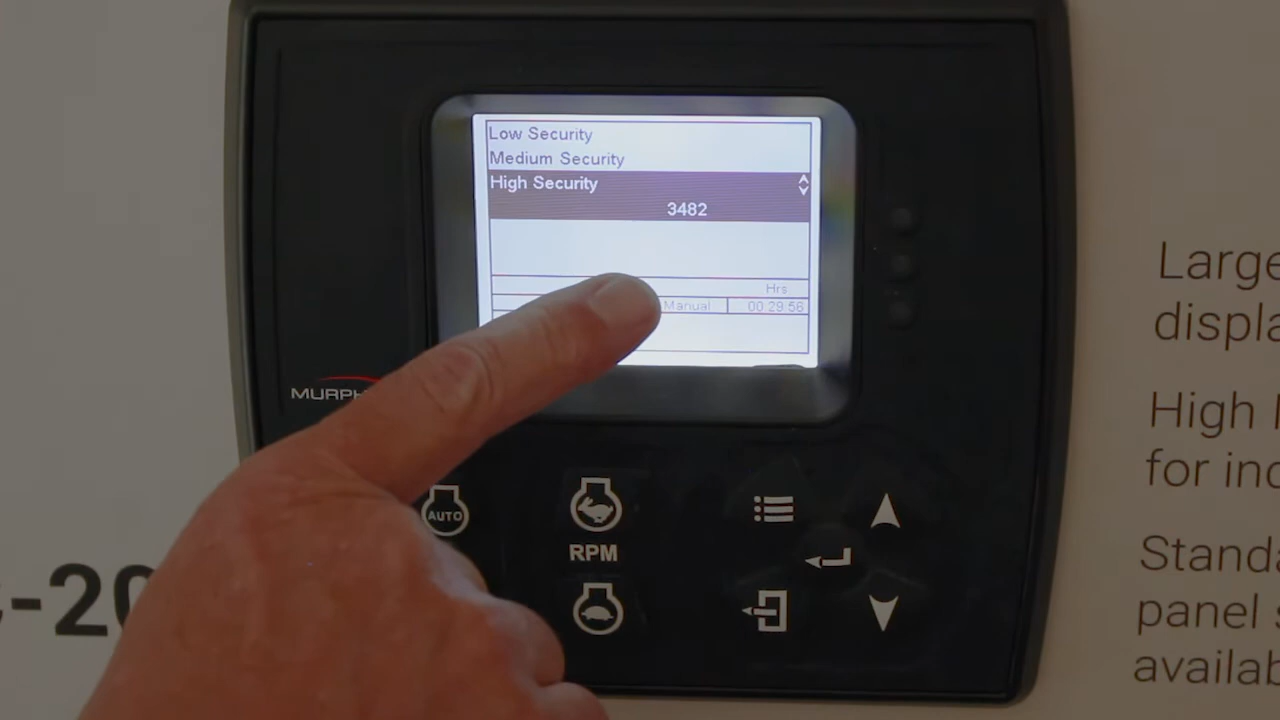 Low Security
Medium Security
High Security
3482
Hrs
Manual
00:29:56
MURPH
AUTO
RPM
-20
Large
displa
High
for ind
Standa
panel
availab